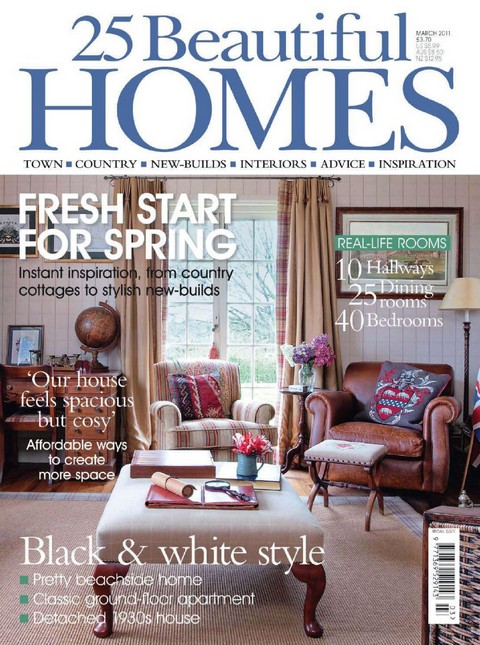 25 Beautiful
HOMES
MARCH 2011
£3.70
US $8.99
AUS $8.50
NZ $12.95
TOWN ■ COUNTRY ■ NEW-BUILDS ■ INTERIORS ■ ADVICE ■ INSPIRATION
FRESH START
FOR SPRING
Instant inspiration, from country
cottages to stylish new-builds
REAL-LIFE ROOMS
10 Hallways
25 Dining
rooms
40 Bedrooms
‘Our house
feels spacious
but cosy’
Affordable ways
to create
more space
Black & white style
■ Pretty beachside home
■ Classic ground-floor apartment
■ Detached 1930s house
03>